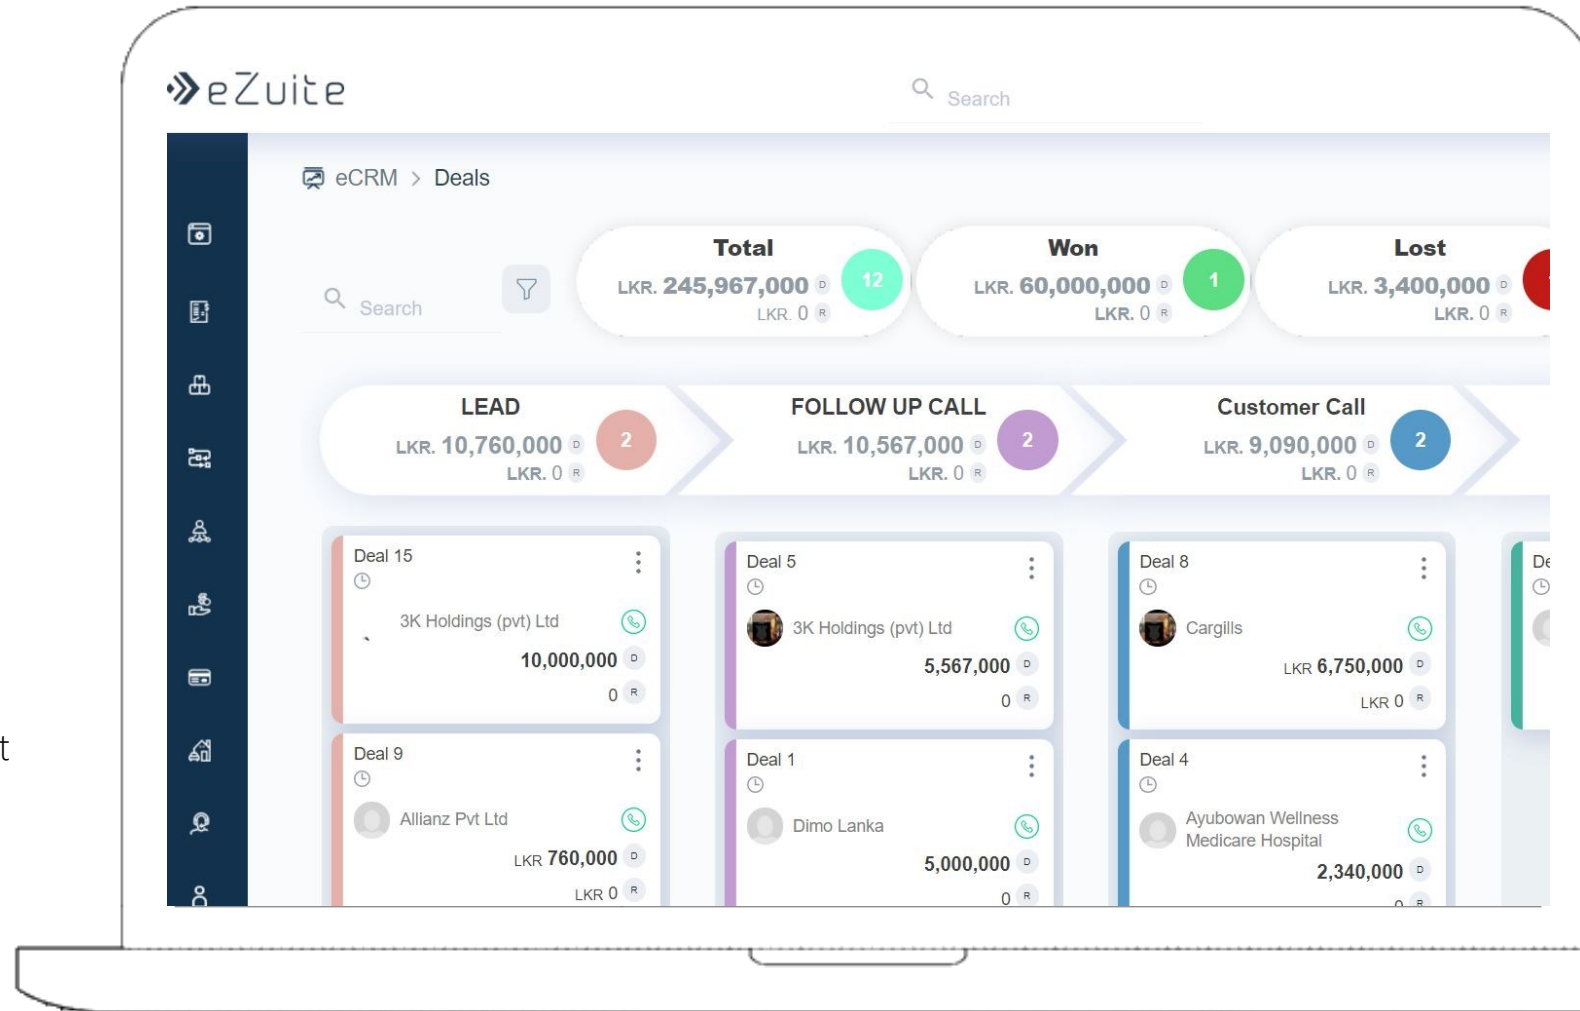 eZuite
Search
eCRM > Deals
Search
Total
LKR. 245,967,000 D
12
LKR. 0 R
Won
LKR. 60,000,000 D
1
LKR. 0 R
Lost
LKR. 3,400,000 D
LKR. 0 R
LEAD
LKR. 10,760,000 D
2
LKR. 0 R
FOLLOW UP CALL
LKR. 10,567,000 D
2
LKR. 0 R
Customer Call
LKR. 9,090,000 D
2
LKR. 0 R
Deal 15
3K Holdings (pvt) Ltd
10,000,000 D
0 R
Deal 9
Allianz Pvt Ltd
LKR 760,000 D
LKR 0 R
Deal 5
3K Holdings (pvt) Ltd
5,567,000 D
0 R
Deal 1
Dimo Lanka
5,000,000 D
0 R
Deal 8
Cargills
LKR 6,750,000 D
LKR 0 R
Deal 4
Ayubowan Wellness
Medicare Hospital
2,340,000 D
0 R
De
t